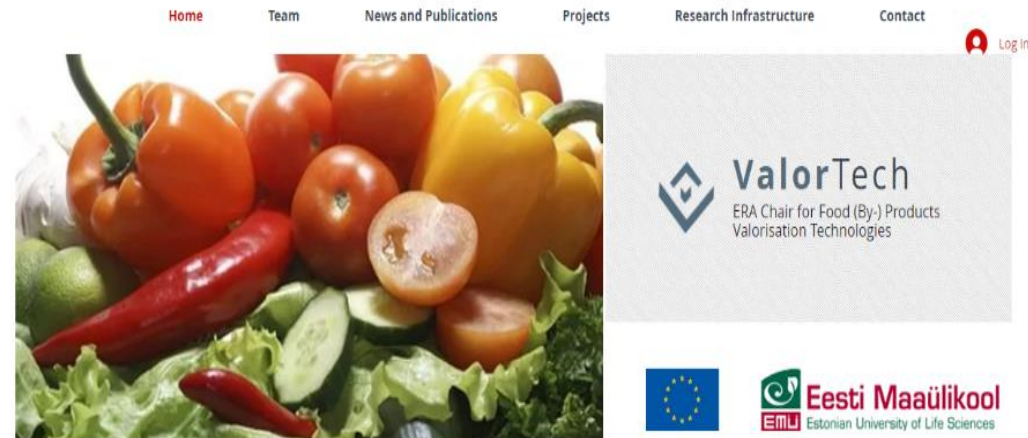 Home Team News and Publications Projects Research Infrastructure Contact
Log In
ValorTech
ERA Chair for Food (By-) Products
Valorisation Technologies
Eesti Maaülikool
EMU Estonian University of Life Sciences